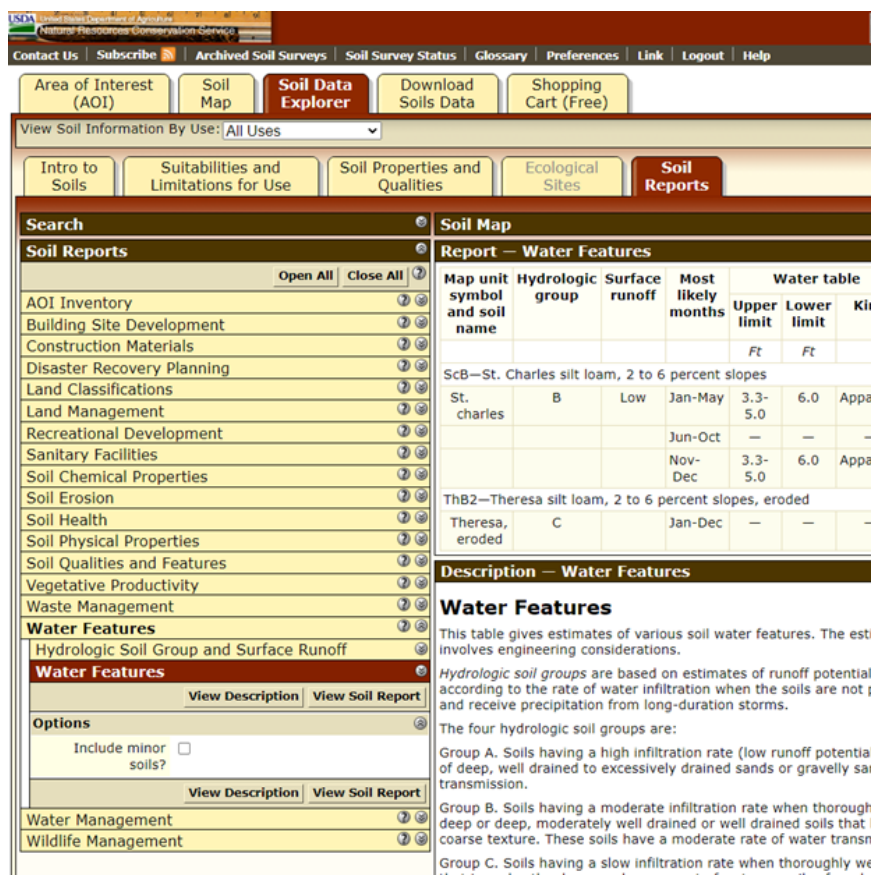 USDA United States Department of Agriculture
Natural Resources Conservation Service
Contact Us | Subscribe | Archived Soil Surveys | Soil Survey Status | Glossary | Preferences | Link | Logout | Help
Area of Interest (AOI)
Soil Map
Soil Data Explorer
Download Soils Data
Shopping Cart (Free)
View Soil Information By Use: All Uses
Intro to Soils
Suitabilities and Limitations for Use
Soil Properties and Qualities
Ecological Sites
Soil Reports
Search
Soil Reports
Open All Close All
AOI Inventory
Building Site Development
Construction Materials
Disaster Recovery Planning
Land Classifications
Land Management
Recreational Development
Sanitary Facilities
Soil Chemical Properties
Soil Erosion
Soil Health
Soil Physical Properties
Soil Qualities and Features
Vegetative Productivity
Waste Management
Water Features
Hydrologic Soil Group and Surface Runoff
Water Features
View Description View Soil Report
Options
Include minor
soils?
View Description View Soil Report
Water Management
Wildlife Management
Soil Map
Report — Water Features
Map unit symbol and soil name
Hydrologic group
Surface runoff
Most likely months
Water table
Upper limit
Lower limit
Ft Ft
ScB—St. Charles silt loam, 2 to 6 percent slopes
St. charles B Low Jan-May 3.3-5.0 6.0
Jun-Oct — — —
Nov-Dec 3.3-5.0 6.0
ThB2—Theresa silt loam, 2 to 6 percent slopes, eroded
Theresa, eroded C Jan-Dec — — —
Description — Water Features
Water Features
This table gives estimates of various soil water features. The
involves engineering considerations.
Hydrologic soil groups are based on estimates of runoff potential
according to the rate of water infiltration when the soils are not
and receive precipitation from long-duration storms.
The four hydrologic soil groups are:
Group A. Soils having a high infiltration rate (low runoff potential
of deep, well drained to excessively drained sands or gravelly
transmission.
Group B. Soils having a moderate infiltration rate when
deep or deep, moderately well drained or well drained soils that
coarse texture. These soils have a moderate rate of water
Group C. Soils having a slow infiltration rate when thoroughly